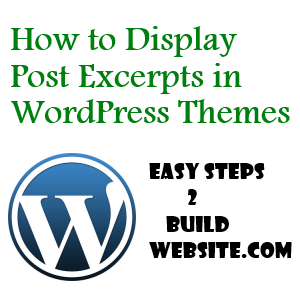 How to Display
Post Excerpts in
WordPress Themes
W
EASY STEPS
2
BUILD
WEBSITE.COM